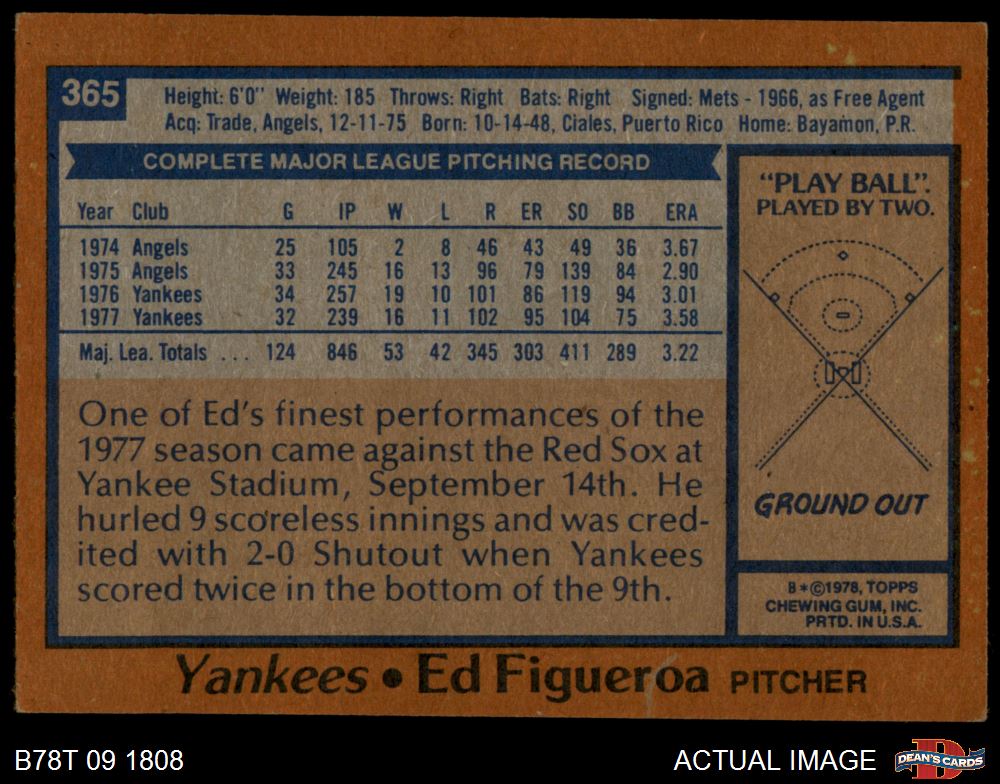 365
Height: 6'0" Weight: 185 Throws: Right Bats: Right Signed: Mets - 1966, as Free Agent
Acq: Trade, Angels, 12-11-75 Born: 10-14-48, Ciales, Puerto Rico Home: Bayamon, P.R.
COMPLETE MAJOR LEAGUE PITCHING RECORD
Year Club G IP W L R ER SO BB ERA
1974 Angels 25 105 2 8 46 43 49 36 3.67
1975 Angels 33 245 16 13 96 79 139 84 2.90
1976 Yankees 34 257 19 10 101 86 119 94 3.01
1977 Yankees 32 239 16 11 102 95 104 75 3.58
Maj. Lea. Totals ... 124 846 53 42 345 303 411 289 3.22
One of Ed's finest performances of the
1977 season came against the Red Sox at
Yankee Stadium, September 14th. He
hurled 9 scoreless innings and was cred-
ited with 2-0 Shutout when Yankees
scored twice in the bottom of the 9th.
"PLAY BALL".
PLAYED BY TWO.
GROUND OUT
B*©1978, TOPPS
CHEWING GUM, INC.
PRTD. IN U.S.A.
Yankees • Ed Figueroa PITCHER
B78T 09 1808
ACTUAL IMAGE
DEAN'S CARDS